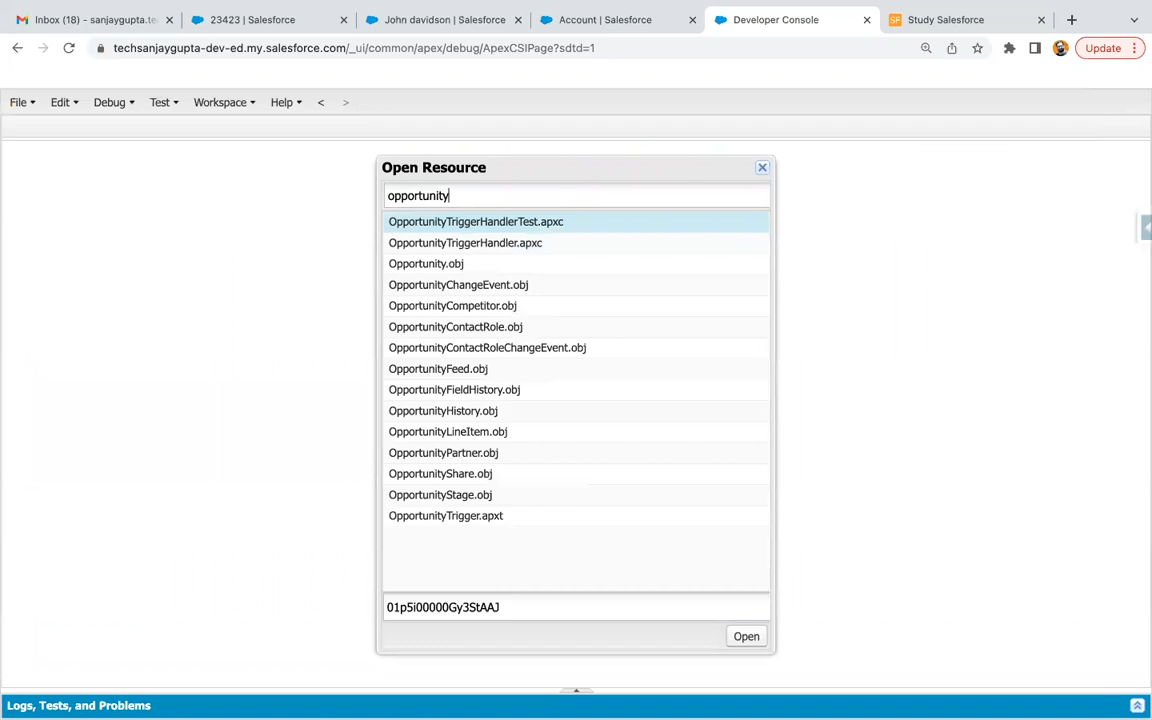 Inbox (18) - sanjaygupta.te
23423 | Salesforce
John davidson | Salesforce
Account | Salesforce
Developer Console
SF Study Salesforce
techsanjaygupta-dev-ed.my.salesforce.com/_ui/common/apex/debug/ApexCSIPage?sdtd=1
Update
File Edit Debug Test Workspace Help < >
Open Resource
opportunity
OpportunityTriggerHandlerTest.apxc
OpportunityTriggerHandler.apxc
Opportunity.obj
OpportunityChangeEvent.obj
OpportunityCompetitor.obj
OpportunityContactRole.obj
OpportunityContactRoleChangeEvent.obj
OpportunityFeed.obj
OpportunityFieldHistory.obj
OpportunityHistory.obj
OpportunityLineItem.obj
OpportunityPartner.obj
OpportunityShare.obj
OpportunityStage.obj
OpportunityTrigger.apxt
01p5i00000Gy3StAAJ
Open
Logs, Tests, and Problems